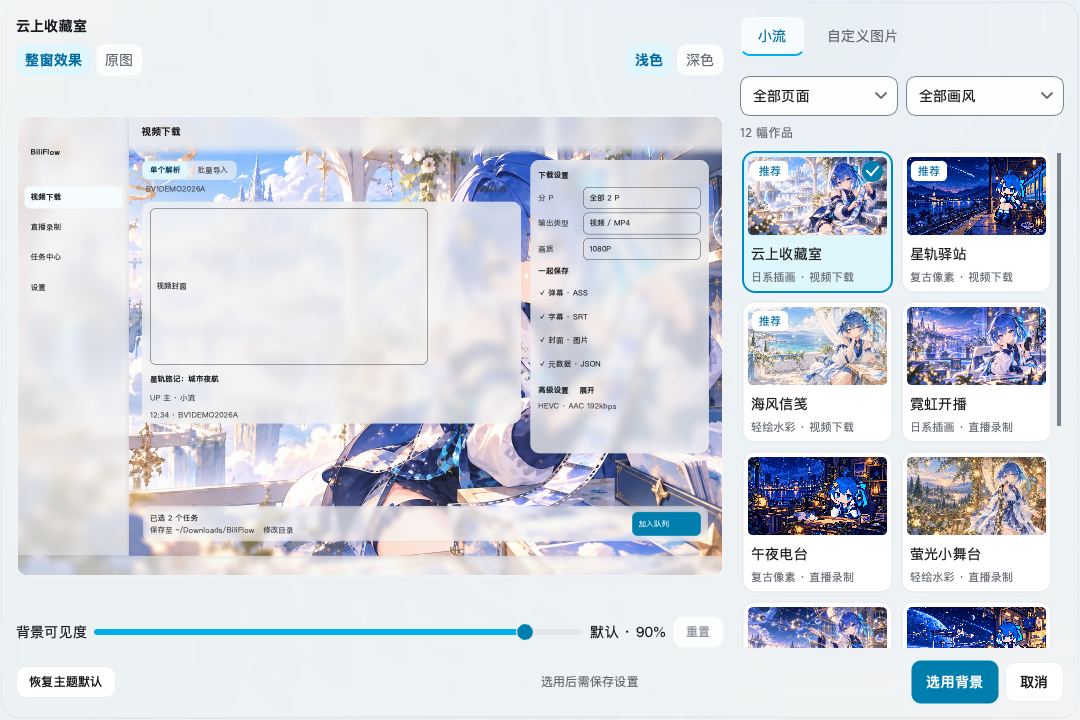 云上收藏室
整窗效果
原图
浅色
深色
BiliFlow
视频下载
直播录制
任务中心
设置
视频下载
单个解析
批量导入
BV1DEMO2026A
视频封面
星轨旅记：城市夜航
UP 主 · 小流
12:34 · BV1DEMO2026A
下载设置
分 P
全部 2 P
输出类型
视频 / MP4
画质
1080P
一起保存
✓ 弹幕 · ASS
✓ 字幕 · SRT
✓ 封面 · 图片
✓ 元数据 · JSON
高级设置 展开
HEVC · AAC 192kbps
已选 2 个任务
保存至 ~/Downloads/BiliFlow 修改目录
加入队列
背景可见度
默认 · 90%
重置
恢复主题默认
选用后需保存设置
小流
自定义图片
全部页面
全部画风
12 幅作品
推荐
云上收藏室
日系插画 · 视频下载
推荐
星轨驿站
复古像素 · 视频下载
推荐
海风信笺
轻绘水彩 · 视频下载
霓虹开播
日系插画 · 直播录制
午夜电台
复古像素 · 直播录制
萤光小舞台
轻绘水彩 · 直播录制
选用背景
取消